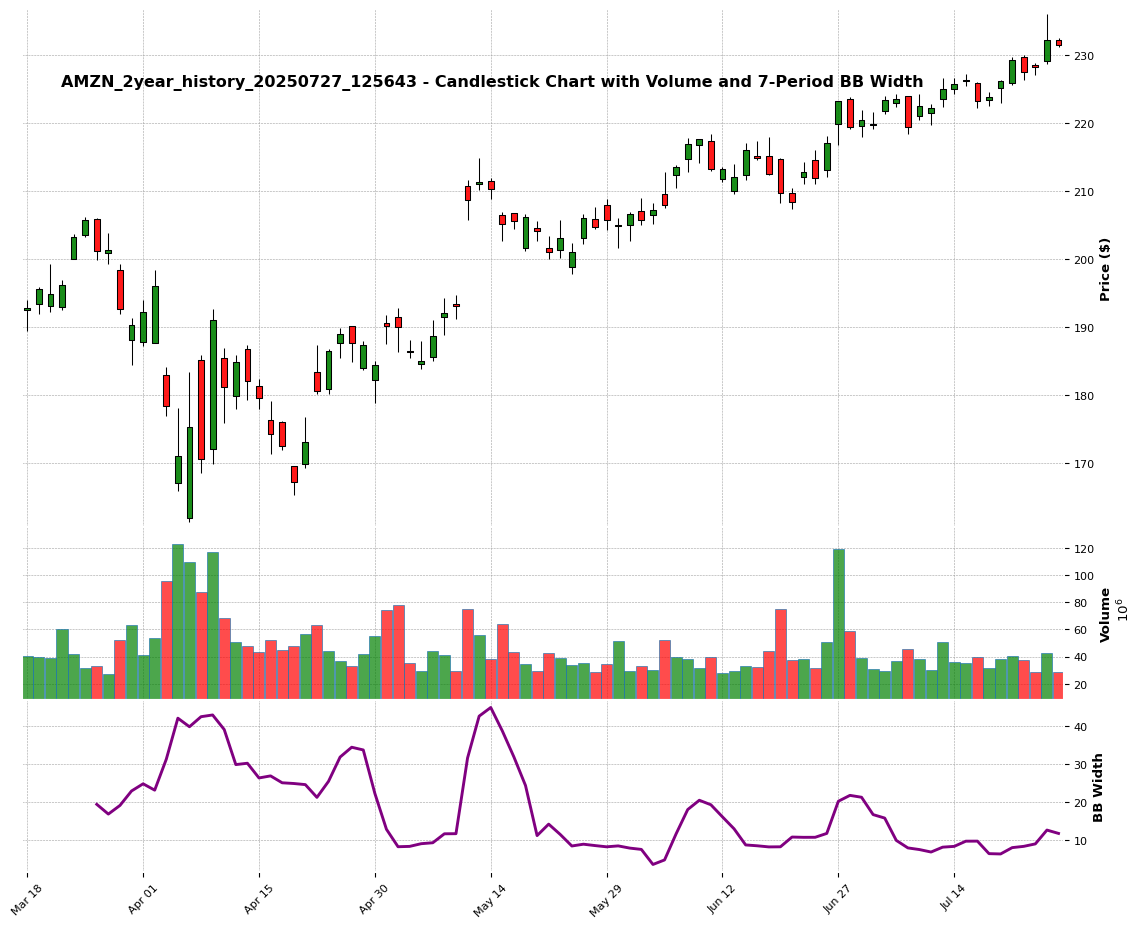 AMZN_2year_history_20250727_125643 - Candlestick Chart with Volume and 7-Period BB Width
230
220
210
200
190
180
170
Price ($)
120
100
80
60
40
20
Volume
10^6
40
30
20
10
BB Width
Mar 18
Apr 01
Apr 15
Apr 30
May 14
May 29
Jun 12
Jun 27
Jul 14